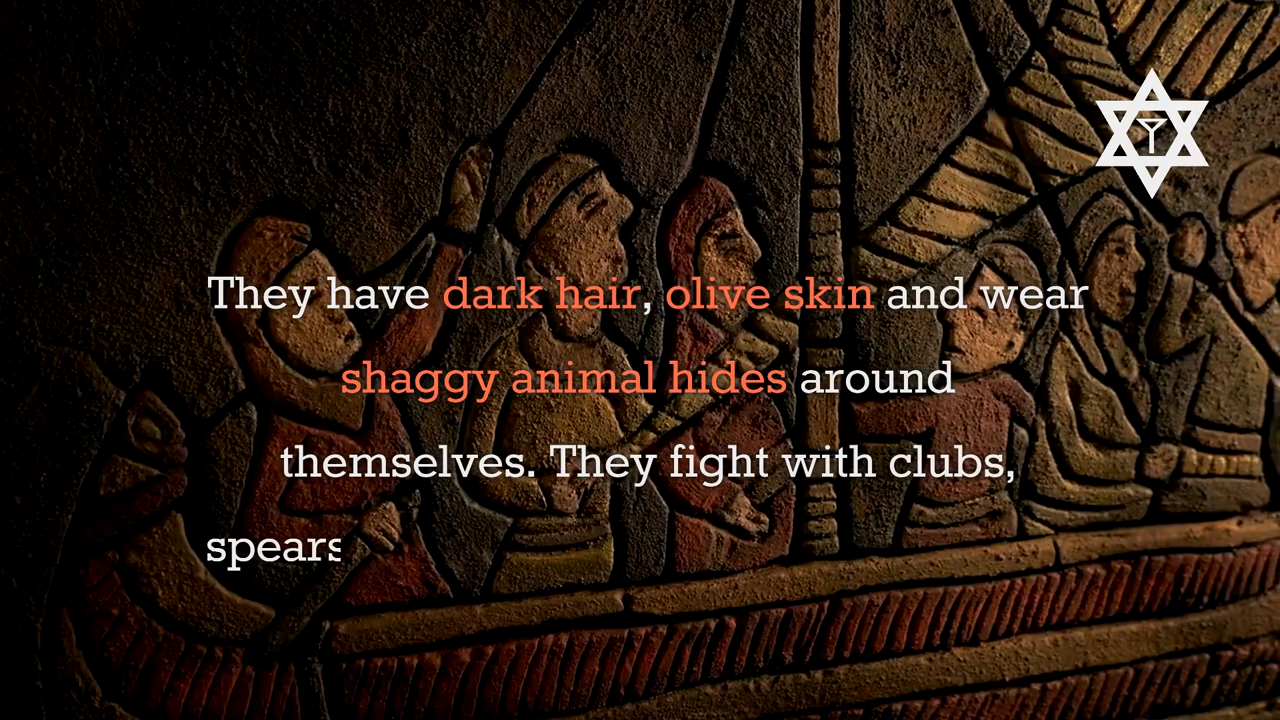 They have dark hair, olive skin and wear
shaggy animal hides around
themselves. They fight with clubs,
spears